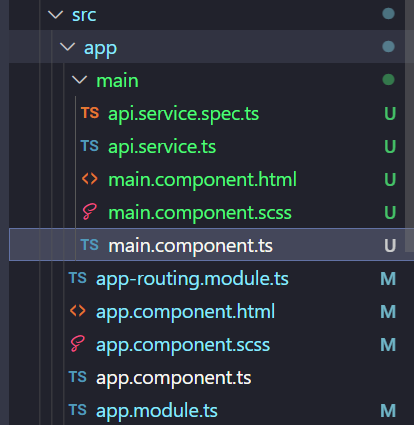 src
app
main
TS api.service.spec.ts U
TS api.service.ts U
<> main.component.html U
main.component.scss U
TS main.component.ts U
TS app-routing.module.ts M
<> app.component.html M
app.component.scss M
TS app.component.ts
TS app.module.ts M